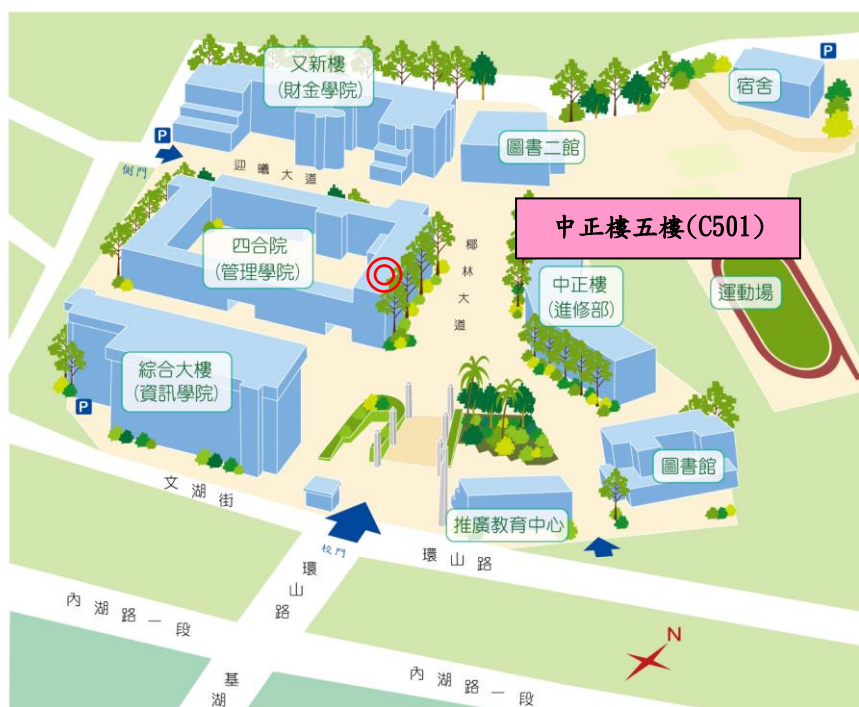 又新樓
(財金學院)
P
宿舍
圖書二館
P
側門
迎曦大道
中正樓五樓(C501)
四合院
(管理學院)
椰林大道
中正樓
(進修部)
運動場
綜合大樓
(資訊學院)
P
圖書館
文湖街
推廣教育中心
校門
環山路
環山路
內湖路一段
N
內湖路一段
基湖